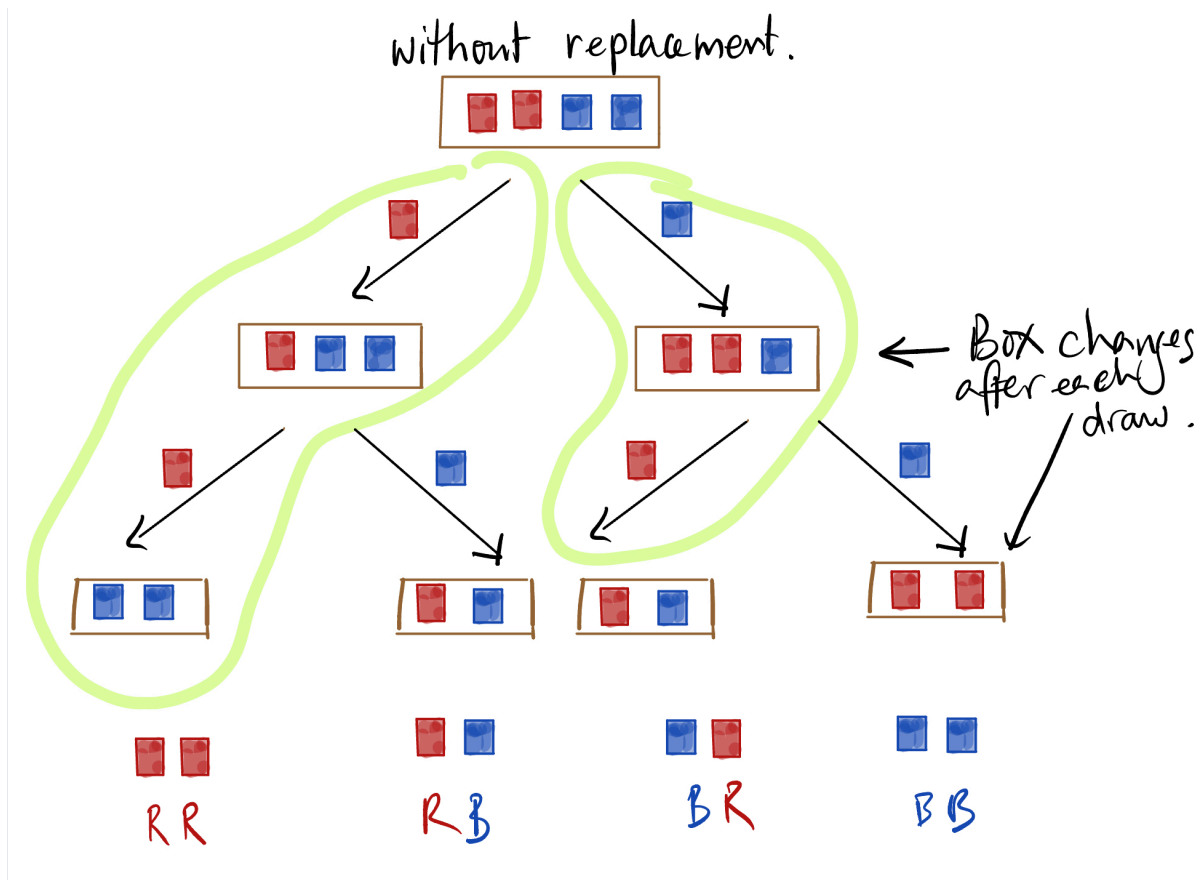 without replacement.
Box changes
after each
draw.
RR
RB
BR
BB